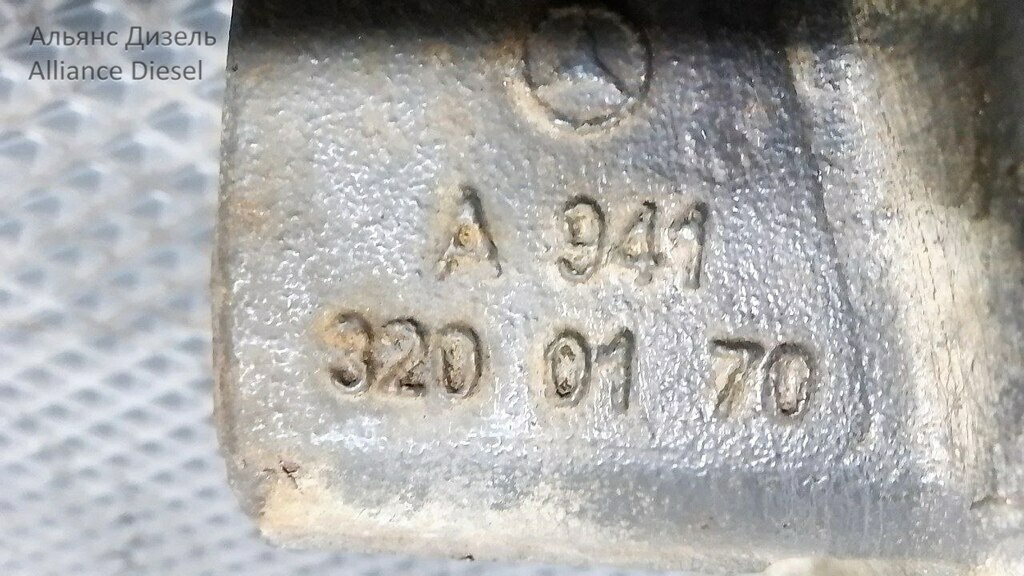 Альянс Дизель
Alliance Diesel
A 941
320 01 70